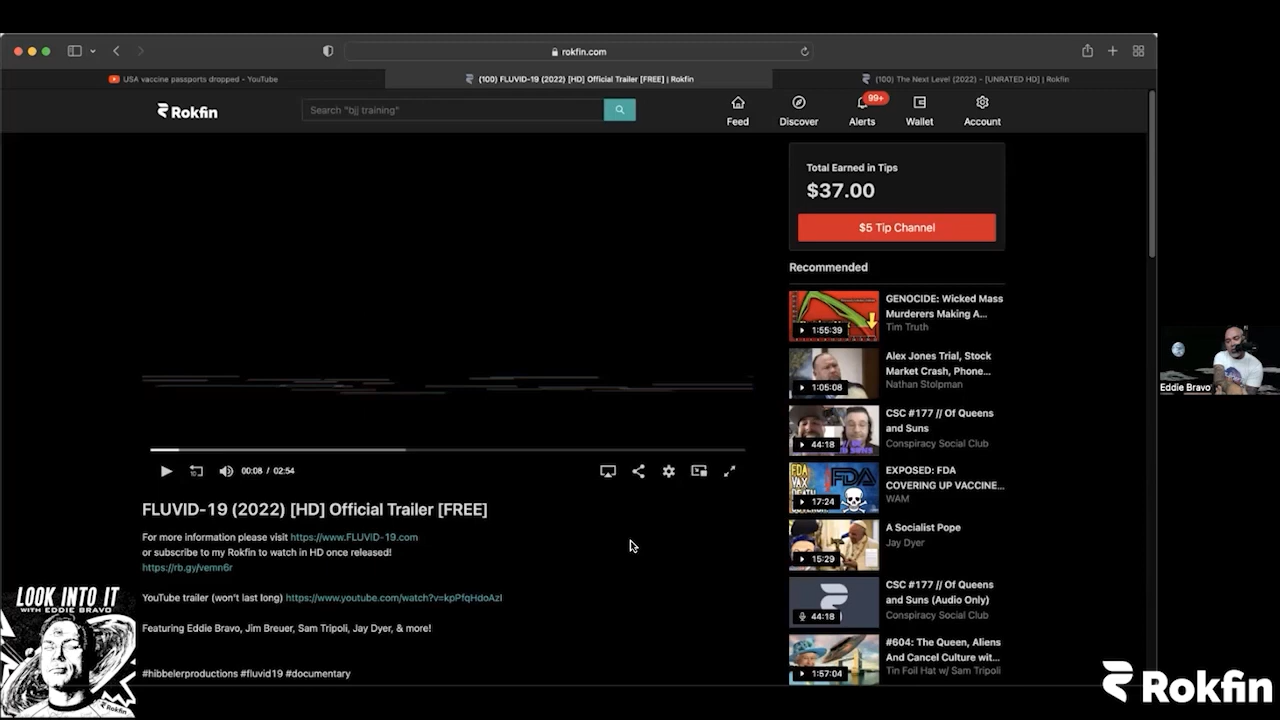 rokfin.com
USA vaccine passports dropped - YouTube
(100) FLUVID-19 (2022) [HD] Official Trailer [FREE] | Rokfin
(100) The Next Level (2022) - [UNRATED HD] | Rokfin
Rokfin
Search "bjj training"
Feed
Discover
99+
Alerts
Wallet
Account
Total Earned in Tips
$37.00
$5 Tip Channel
Recommended
GENOCIDE: Wicked Mass
Murderers Making A...
Tim Truth
1:55:39
Alex Jones Trial, Stock
Market Crash, Phone...
Nathan Stolpman
1:05:08
CSC #177 // Of Queens
and Suns
Conspiracy Social Club
44:18
EXPOSED: FDA
COVERING UP VACCINE...
WAM
FDA
VAX
DEATH
FDA
17:24
A Socialist Pope
Jay Dyer
15:29
CSC #177 // Of Queens
and Suns (Audio Only)
Conspiracy Social Club
44:18
#604: The Queen, Aliens
And Cancel Culture wit...
Tin Foil Hat w/ Sam Tripoli
1:57:04
00:08 / 02:54
FLUVID-19 (2022) [HD] Official Trailer [FREE]
For more information please visit https://www.FLUVID-19.com
or subscribe to my Rokfin to watch in HD once released!
https://rb.gy/vemn6r
YouTube trailer (won't last long) https://www.youtube.com/watch?v=kpPfqHdoAzI
Featuring Eddie Bravo, Jim Breuer, Sam Tripoli, Jay Dyer, & more!
#hibbelerproductions #fluvid19 #documentary
Eddie Bravo
LOOK INTO IT
WITH EDDIE BRAVO
Rokfin
Rokfin